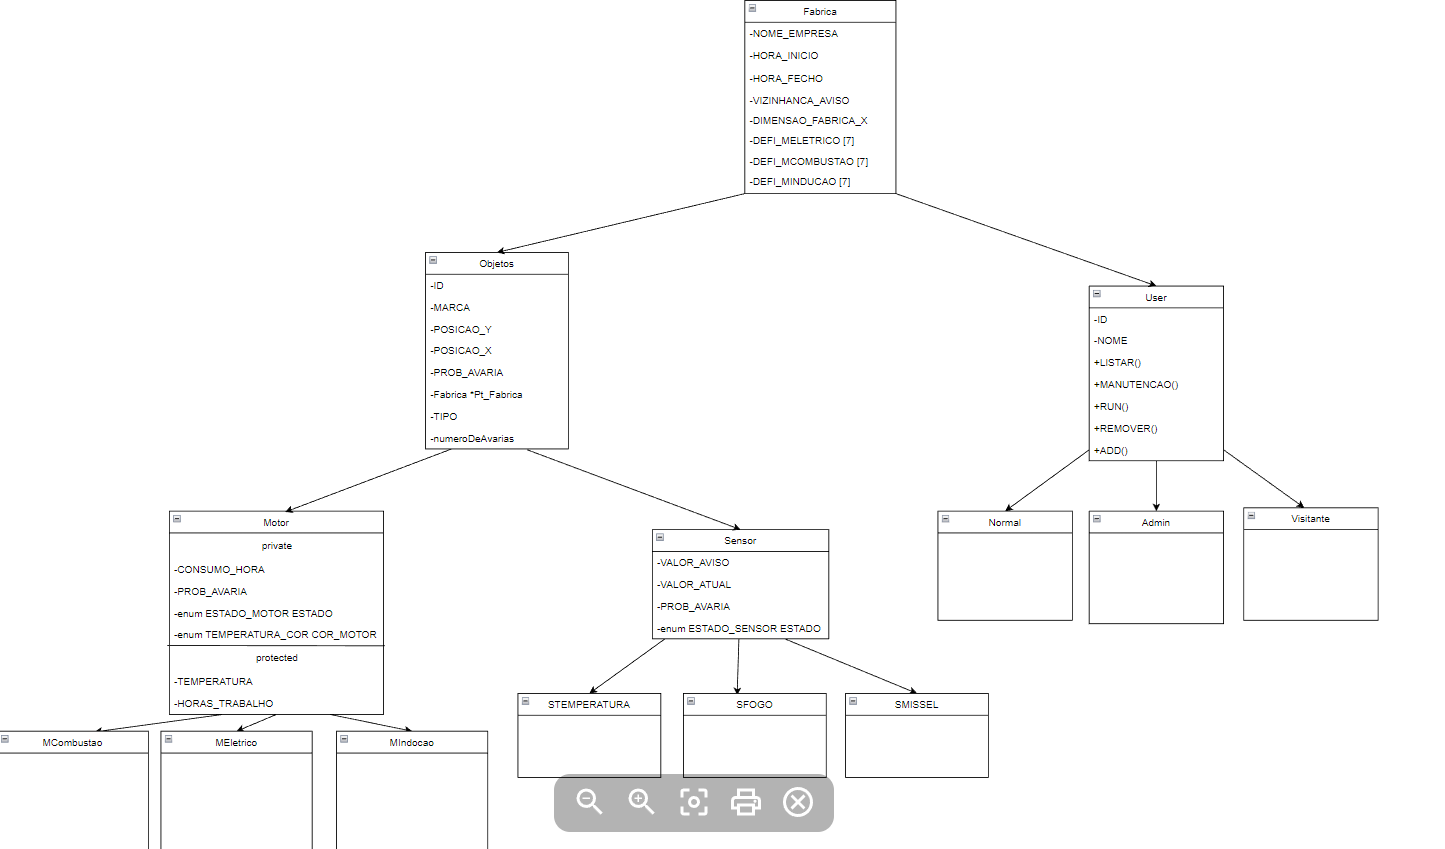 Fabrica
-NOME_EMPRESA
-HORA_INICIO
-HORA_FECHO
-VIZINHANCA_AVISO
-DIMENSAO_FABRICA_X
-DEFI_MELETRICO [7]
-DEFI_MCOMBUSTAO [7]
-DEFI_MINDUCAO [7]
Objetos
-ID
-MARCA
-POSICAO_Y
-POSICAO_X
-PROB_AVARIA
-Fabrica *Pt_Fabrica
-TIPO
-numeroDeAvarias
User
-ID
-NOME
+LISTAR()
+MANUTENCAO()
+RUN()
+REMOVER()
+ADD()
Motor
private
-CONSUMO_HORA
-PROB_AVARIA
-enum ESTADO_MOTOR ESTADO
-enum TEMPERATURA_COR COR_MOTOR
protected
-TEMPERATURA
-HORAS_TRABALHO
Sensor
-VALOR_AVISO
-VALOR_ATUAL
-PROB_AVARIA
-enum ESTADO_SENSOR ESTADO
Normal
Admin
Visitante
MCombustao
MEletrico
MIndocao
STEMPERATURA
SFOGO
SMISSEL